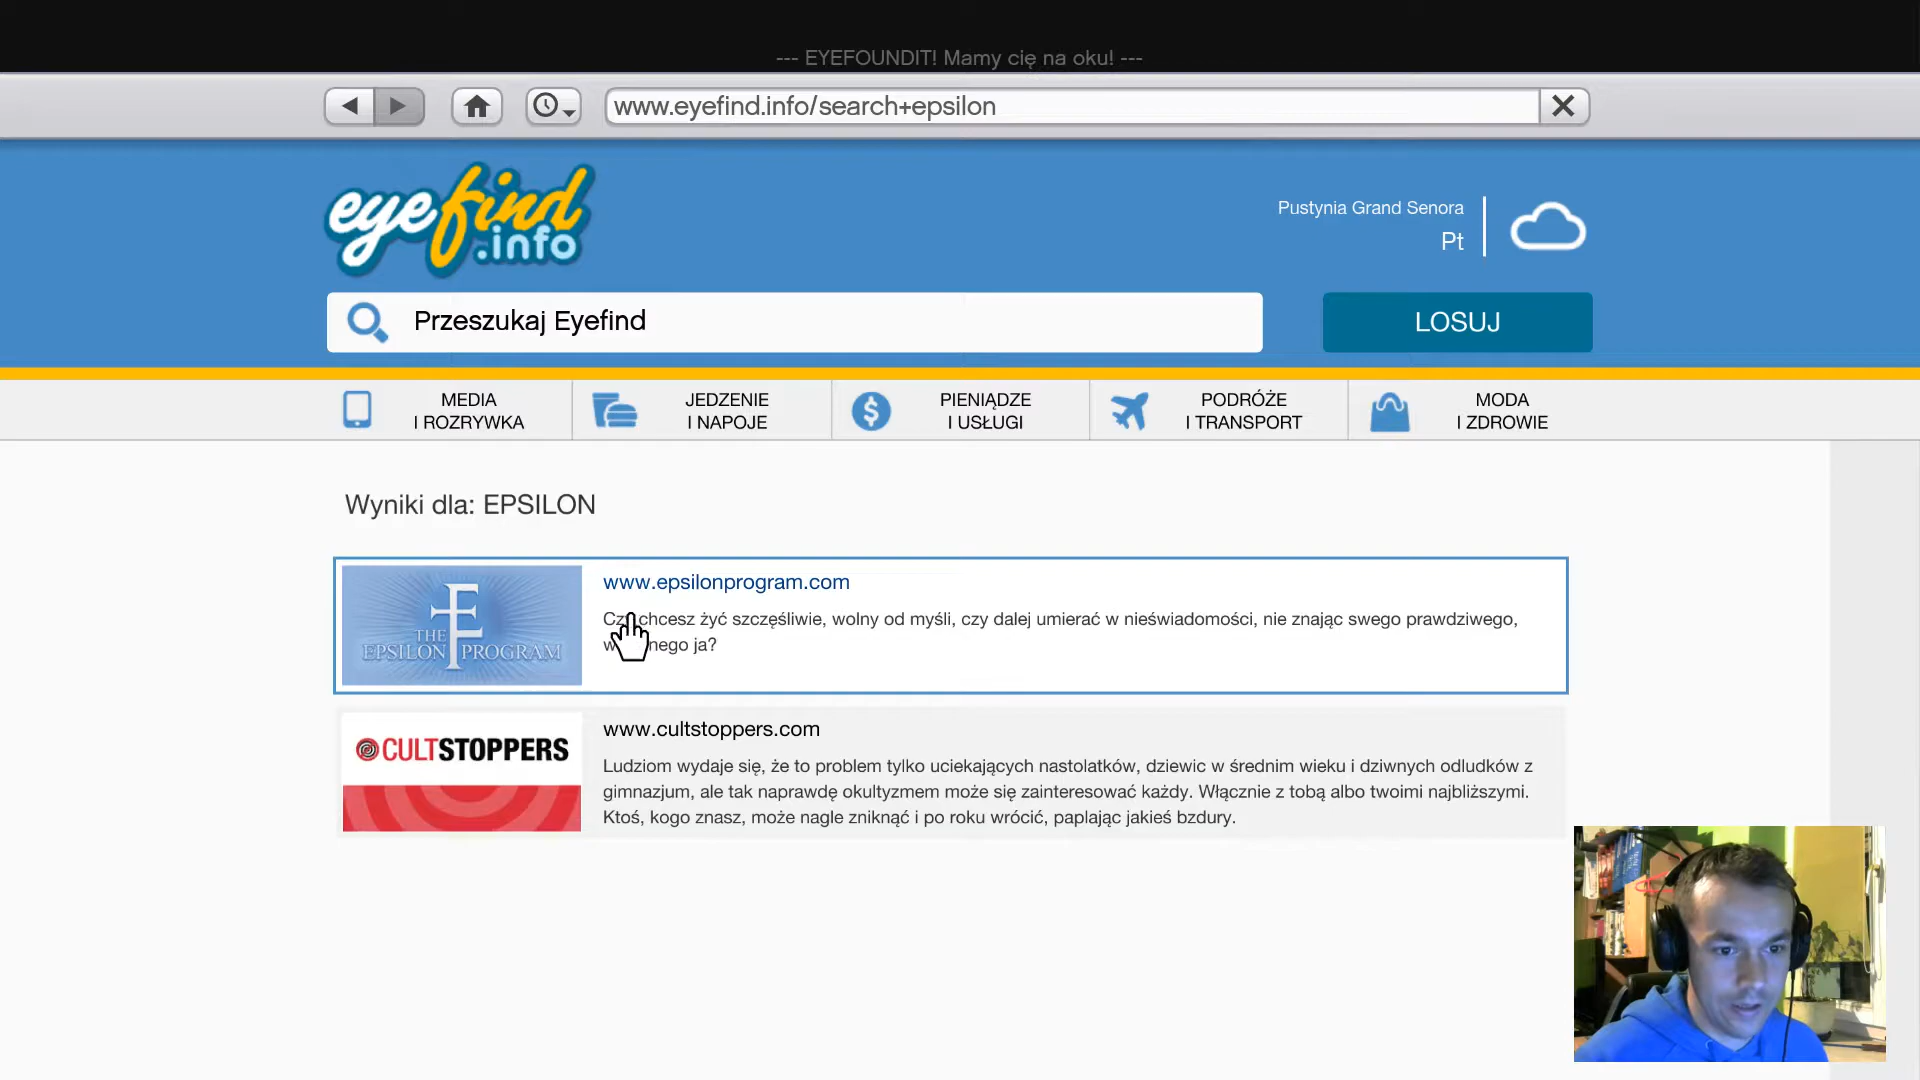 --- EYEFOUNDIT! Mamy cię na oku! ---
www.eyefind.info/search+epsilon
eyefind
.info
Pustynia Grand Senora
Pt
Przeszukaj Eyefind
LOSUJ
MEDIA
I ROZRYWKA
JEDZENIE
I NAPOJE
PIENIĄDZE
I USŁUGI
PODRÓŻE
I TRANSPORT
MODA
I ZDROWIE
Wyniki dla: EPSILON
THE
EPSILON PROGRAM
www.epsilonprogram.com
chcesz żyć szczęśliwie, wolny od myśli, czy dalej umierać w nieświadomości, nie znając swego prawdziwego,
ja?
CULTSTOPPERS
www.cultstoppers.com
Ludziom wydaje się, że to problem tylko uciekających nastolatków, dziewic w średnim wieku i dziwnych odludków z
gimnazjum, ale tak naprawdę okultyzmem może się zainteresować każdy. Włącznie z tobą albo twoimi najbliższymi.
Ktoś, kogo znasz, może nagle zniknąć i po roku wrócić, paplając jakieś bzdury.